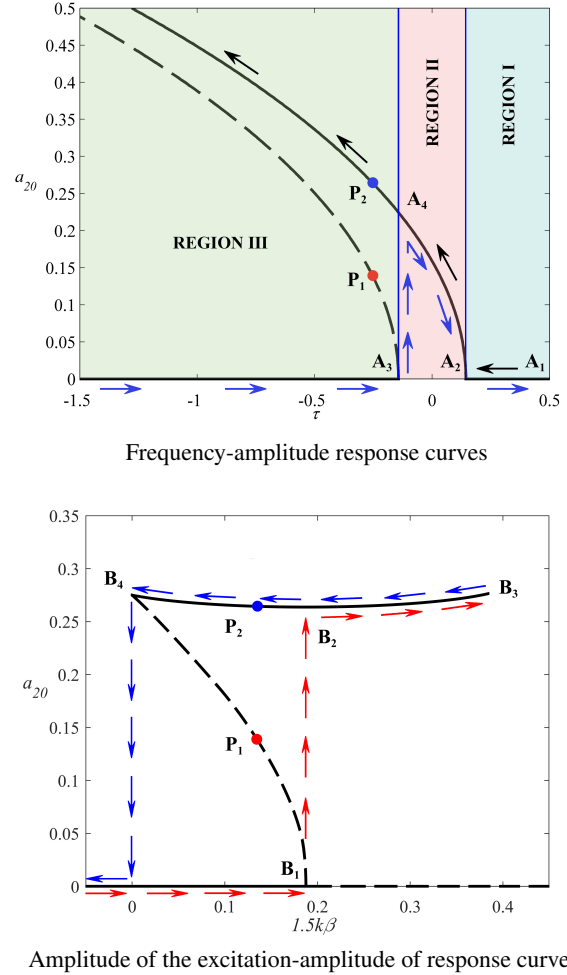 0.5
0.45
0.4
0.35
0.3
0.25
0.2
0.15
0.1
0.05
0
a20
REGION III
REGION II
REGION I
P2
P1
A4
A3
A2
A1
-1.5
-1
-0.5
0
0.5
τ
Frequency-amplitude response curves
0.35
0.3
0.25
0.2
0.15
0.1
0.05
0
a20
B4
B3
P2
B2
P1
B1
0
0.1
0.2
0.3
0.4
1.5kβ
Amplitude of the excitation-amplitude of response curve